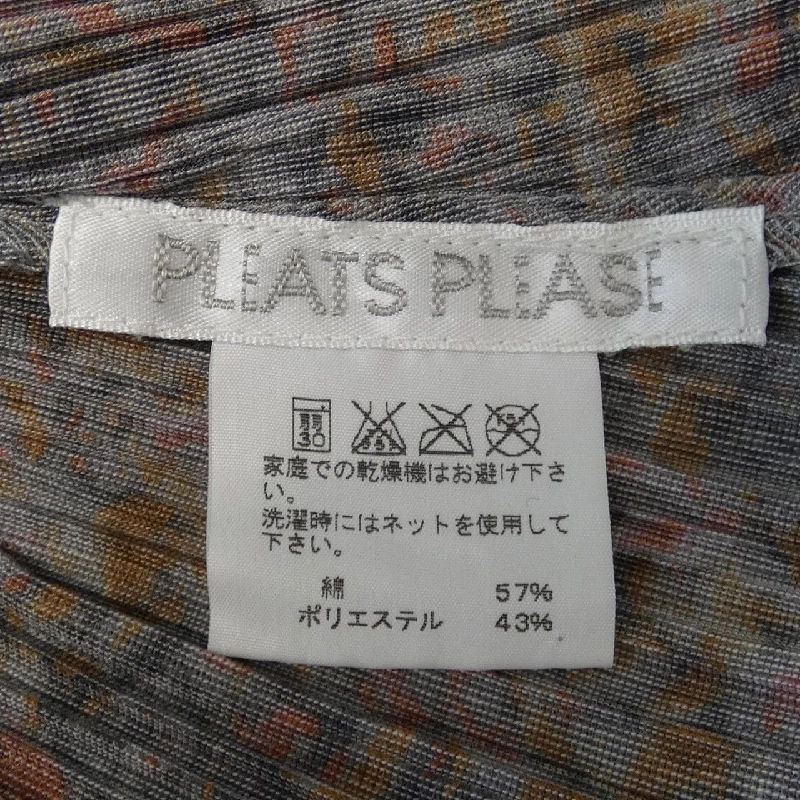 PLEATS PLEASE
弱
30
家庭での乾燥機はお避け下さ
い。
洗濯時にはネットを使用して
下さい。
綿 57%
ポリエステル 43%